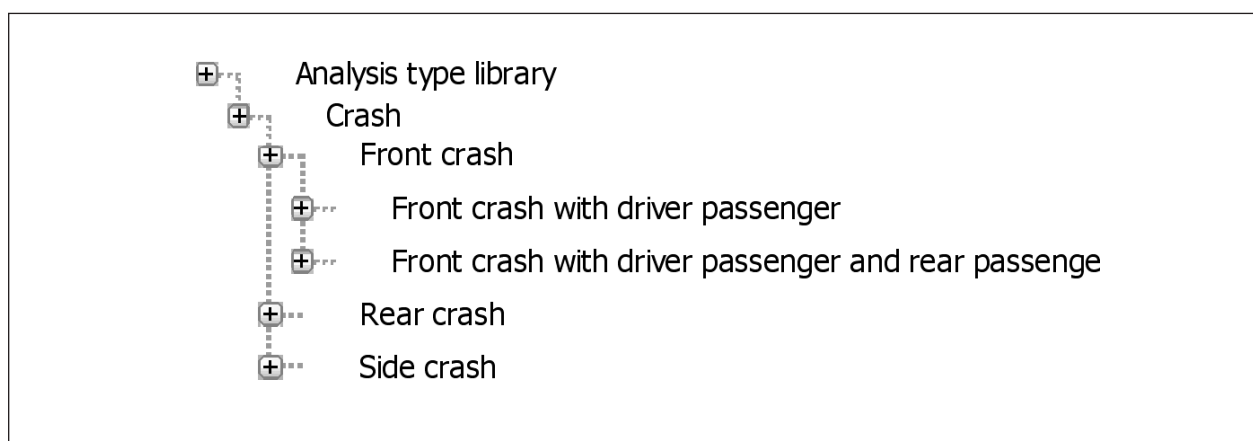 Analysis type library
Crash
Front crash
Front crash with driver passenger
Front crash with driver passenger and rear passenge
Rear crash
Side crash